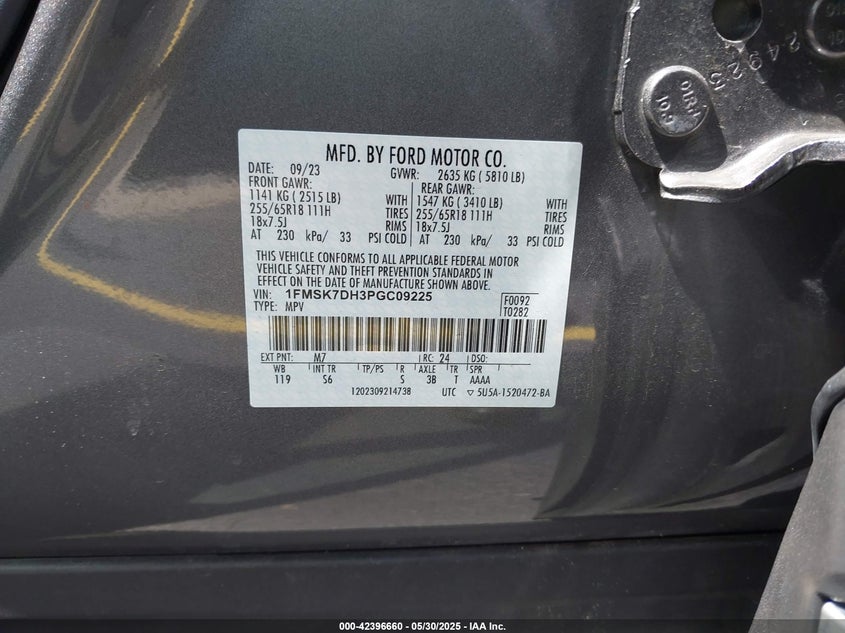 24923
MFD. BY FORD MOTOR CO.
DATE: 09/23 GVWR: 2635 KG ( 5810 LB)
FRONT GAWR: REAR GAWR:
1141 KG ( 2515 LB) WITH 1547 KG ( 3410 LB) WITH
255/65R18 111H TIRES 255/65R18 111H TIRES
18x7.5J RIMS 18x7.5J RIMS
AT 230 kPa/ 33 PSI COLD AT 230 kPa/ 33 PSI COLD
THIS VEHICLE CONFORMS TO ALL APPLICABLE FEDERAL MOTOR
VEHICLE SAFETY AND THEFT PREVENTION STANDARDS IN
EFFECT ON THE DATE OF MANUFACTURE SHOWN ABOVE.
VIN: 1FMSK7DH3PGC09225 F0092
TYPE: MPV T0282
EXT PNT: M7 RC: 24 DSO:
WB INT TR TP/PS R AXLE TR SPR
119 S6 S 3B T AAAA
1202309214738 UTC ▽ 5U5A-1520472-BA
000-42396660 - 05/30/2025 - IAA Inc.